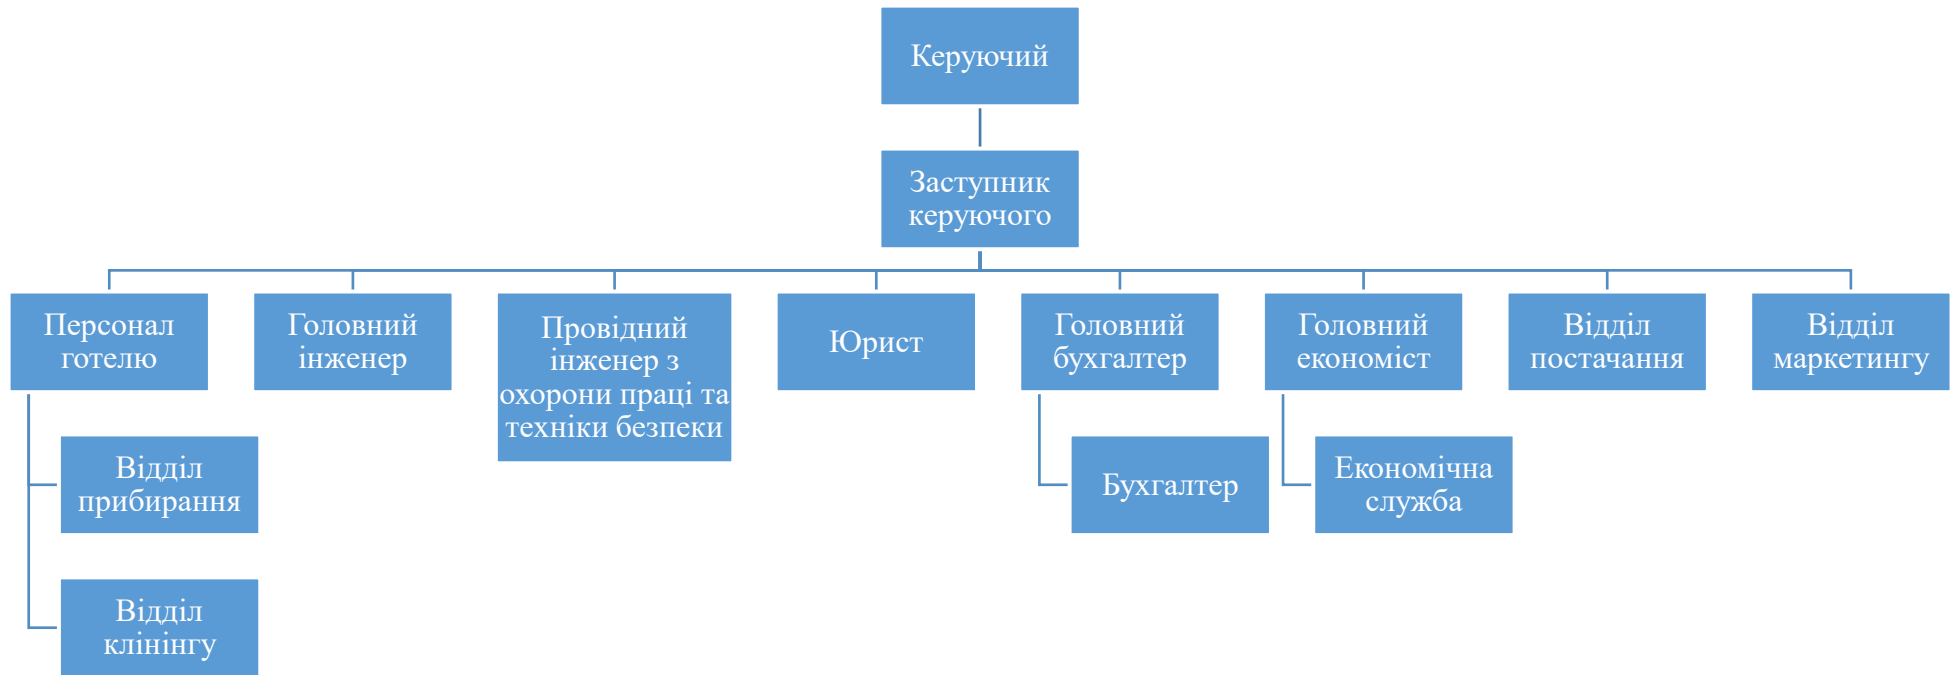 Керуючий
Заступник
керуючого
Персонал
готелю
Головний
інженер
Провідний
інженер з
охорони праці та
техніки безпеки
Юрист
Головний
бухгалтер
Головний
економіст
Відділ
постачання
Відділ
маркетингу
Відділ
прибирання
Бухгалтер
Економічна
служба
Відділ
клінінгу